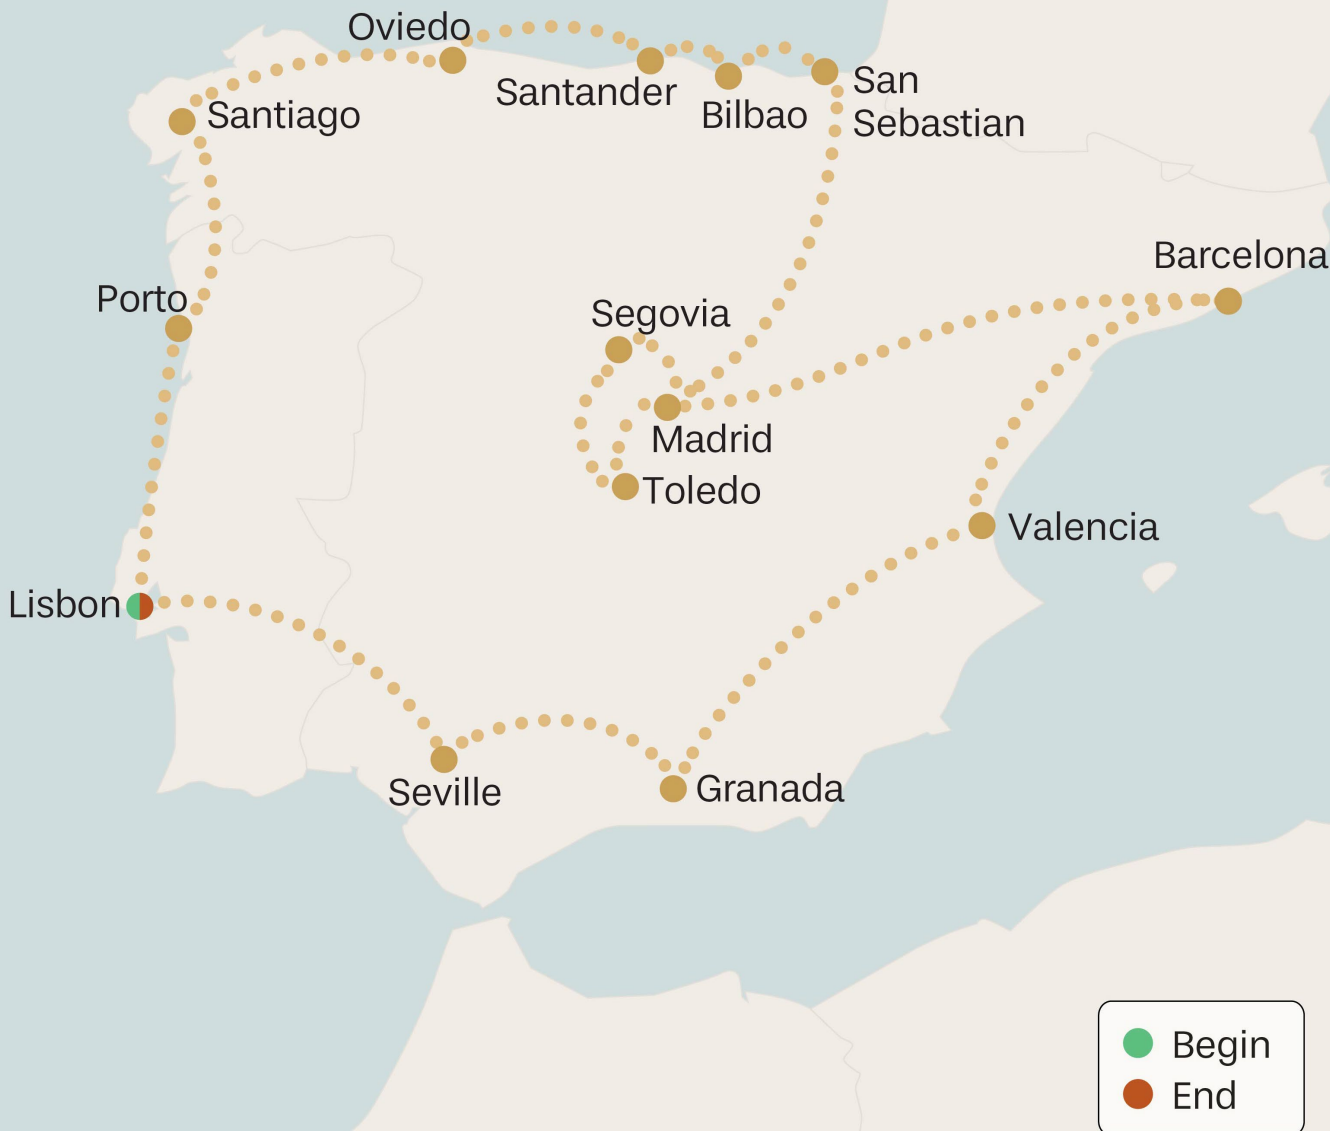 Oviedo
Santander
Bilbao
San
Sebastian
Santiago
Barcelona
Porto
Segovia
Madrid
Toledo
Valencia
Lisbon
Seville
Granada
Begin
End